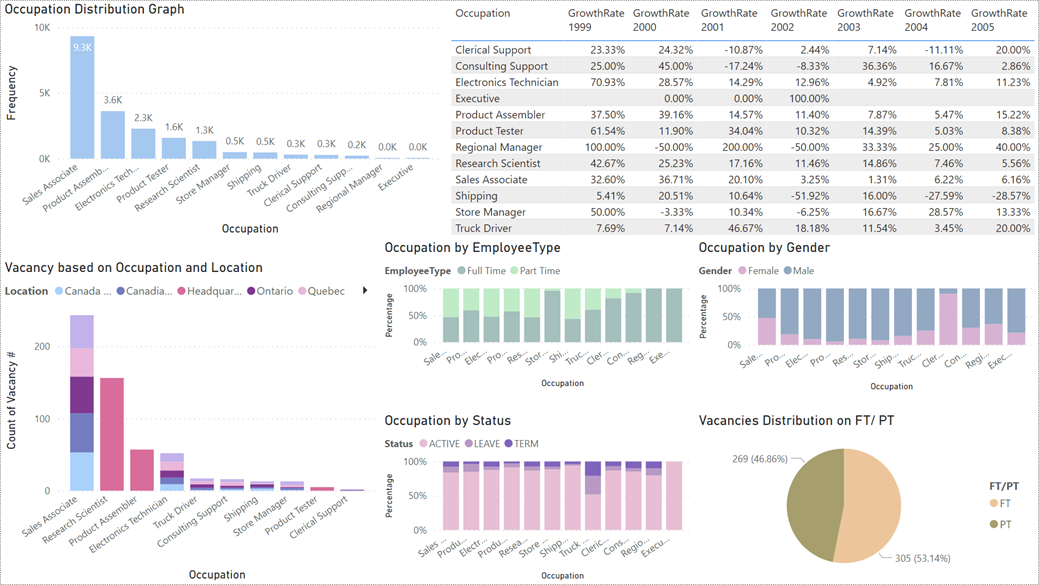 Occupation Distribution Graph
10K
5K
0K
Frequency
9.3K
3.6K
2.3K
1.6K
1.3K
0.5K
0.5K
0.3K
0.3K
0.2K
0.0K
0.0K
Sales Associate
Product Assemb...
Electronics Tech...
Product Tester
Research Scientist
Store Manager
Shipping
Truck Driver
Clerical Support
Consulting Supp...
Regional Manager
Executive
Occupation
Occupation GrowthRate 1999 GrowthRate 2000 GrowthRate 2001 GrowthRate 2002 GrowthRate 2003 GrowthRate 2004 GrowthRate 2005
Clerical Support 23.33% 24.32% -10.87% 2.44% 7.14% -11.11% 20.00%
Consulting Support 25.00% 45.00% -17.24% -8.33% 36.36% 16.67% 2.86%
Electronics Technician 70.93% 28.57% 14.29% 12.96% 4.92% 7.81% 11.23%
Executive 0.00% 0.00% 100.00%
Product Assembler 37.50% 39.16% 14.57% 11.40% 7.87% 5.47% 15.22%
Product Tester 61.54% 11.90% 34.04% 10.32% 14.39% 5.03% 8.38%
Regional Manager 100.00% -50.00% 200.00% -50.00% 33.33% 25.00% 40.00%
Research Scientist 42.67% 25.23% 17.16% 11.46% 14.86% 7.46% 5.56%
Sales Associate 32.60% 36.71% 20.10% 3.25% 1.31% 6.22% 6.16%
Shipping 5.41% 20.51% 10.64% -51.92% 16.00% -27.59% -28.57%
Store Manager 50.00% -3.33% 10.34% -6.25% 16.67% 28.57% 13.33%
Truck Driver 7.69% 7.14% 46.67% 18.18% 11.54% 3.45% 20.00%
Vacancy based on Occupation and Location
Location Canada ... Canadia... Headquar... Ontario Quebec
200
100
0
Count of Vacancy #
Sales Associate
Research Scientist
Product Assembler
Electronics Technician
Truck Driver
Consulting Support
Shipping
Store Manager
Product Tester
Clerical Support
Occupation
Occupation by EmployeeType
EmployeeType Full Time Part Time
100%
50%
0%
Percentage
Sale...
Pro...
Elec...
Pro...
Res...
Stor...
Shi...
Truc...
Cler...
Con...
Reg...
Exe...
Occupation
Occupation by Gender
Gender Female Male
100%
50%
0%
Percentage
Sale...
Pro...
Elec...
Pro...
Res...
Stor...
Ship...
Truc...
Cler...
Con...
Regi...
Exec...
Occupation
Occupation by Status
Status ACTIVE LEAVE TERM
100%
50%
0%
Percentage
Sales ...
Produ...
Electr...
Produ...
Resea...
Store ...
Shipp...
Truck ...
Cleric...
Cons...
Regio...
Execu...
Occupation
Vacancies Distribution on FT/ PT
269 (46.86%)
305 (53.14%)
FT/PT
FT
PT